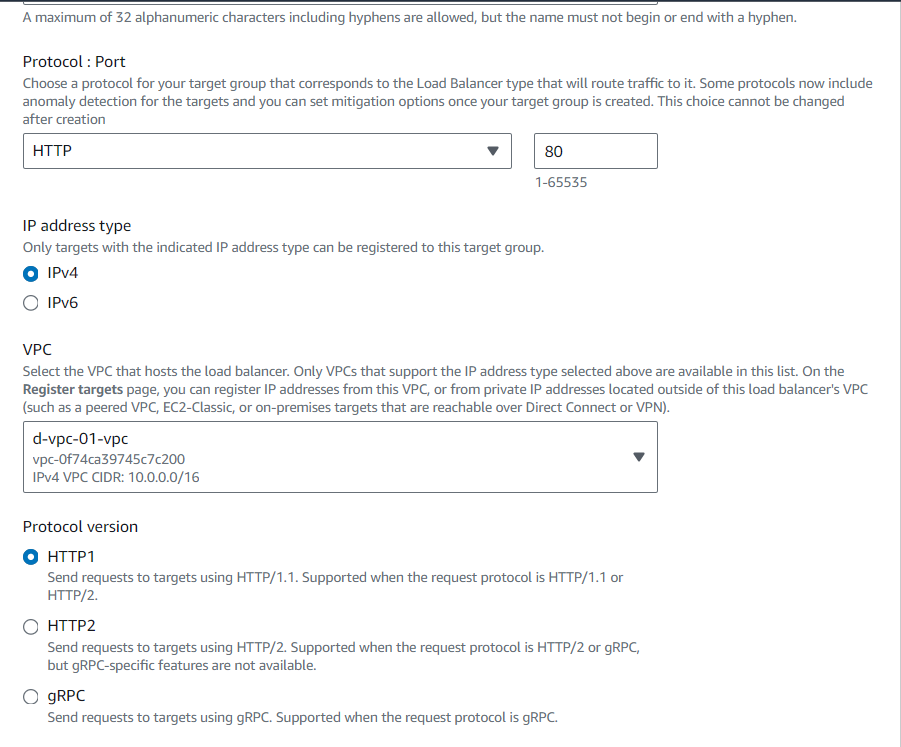 A maximum of 32 alphanumeric characters including hyphens are allowed, but the name must not begin or end with a hyphen.
Protocol : Port
Choose a protocol for your target group that corresponds to the Load Balancer type that will route traffic to it. Some protocols now include
anomaly detection for the targets and you can set mitigation options once your target group is created. This choice cannot be changed
after creation
HTTP
80
1-65535
IP address type
Only targets with the indicated IP address type can be registered to this target group.
IPv4
IPv6
VPC
Select the VPC that hosts the load balancer. Only VPCs that support the IP address type selected above are available in this list. On the
Register targets page, you can register IP addresses from this VPC, or from private IP addresses located outside of this load balancer's VPC
(such as a peered VPC, EC2-Classic, or on-premises targets that are reachable over Direct Connect or VPN).
d-vpc-01-vpc
vpc-0f74ca39745c7c200
IPv4 VPC CIDR: 10.0.0.0/16
Protocol version
HTTP1
Send requests to targets using HTTP/1.1. Supported when the request protocol is HTTP/1.1 or
HTTP/2.
HTTP2
Send requests to targets using HTTP/2. Supported when the request protocol is HTTP/2 or gRPC,
but gRPC-specific features are not available.
gRPC
Send requests to targets using gRPC. Supported when the request protocol is gRPC.